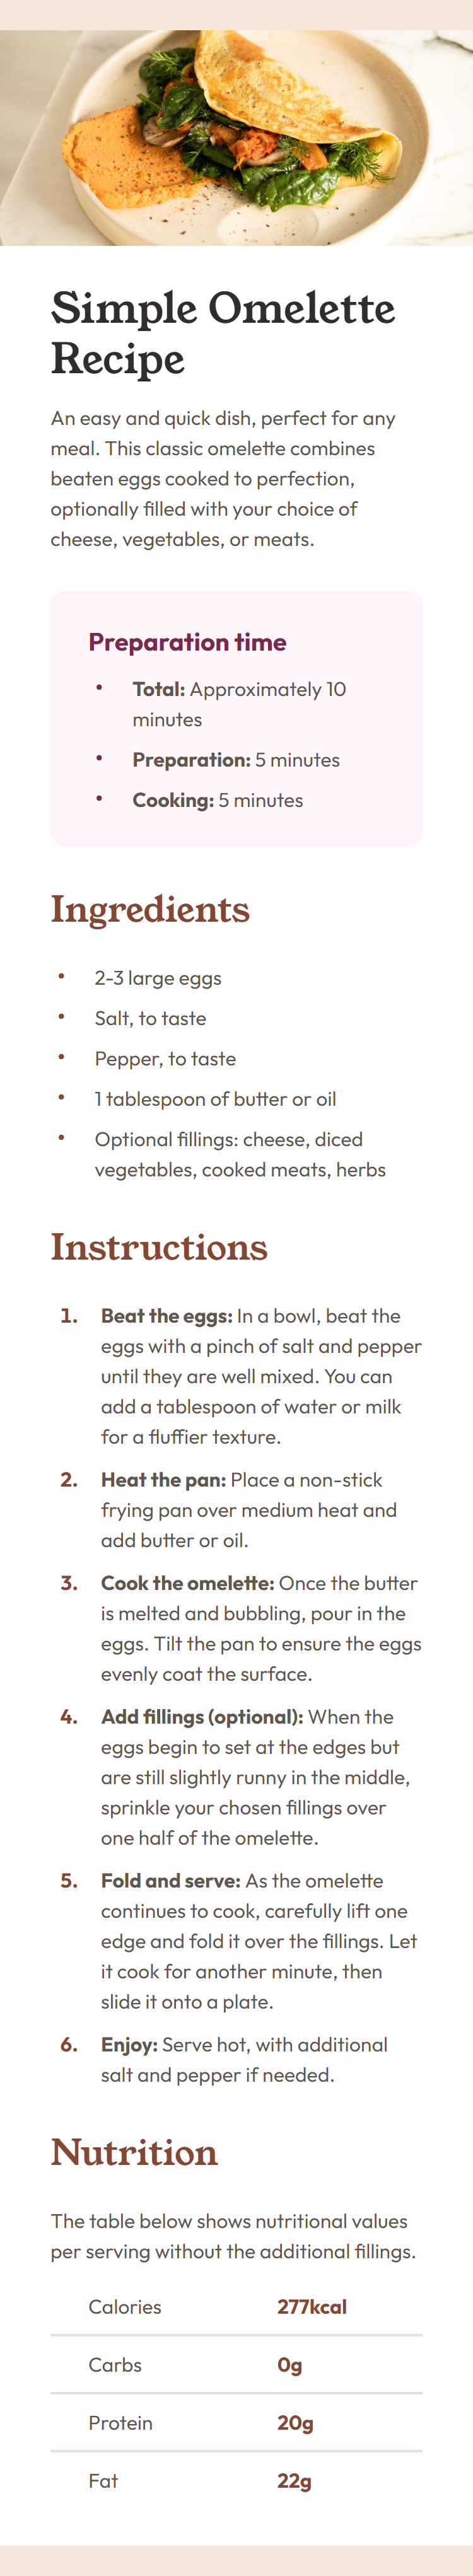 Simple Omelette
Recipe
An easy and quick dish, perfect for any
meal. This classic omelette combines
beaten eggs cooked to perfection,
optionally filled with your choice of
cheese, vegetables, or meats.
Preparation time
• Total: Approximately 10
minutes
• Preparation: 5 minutes
• Cooking: 5 minutes
Ingredients
• 2-3 large eggs
• Salt, to taste
• Pepper, to taste
• 1 tablespoon of butter or oil
• Optional fillings: cheese, diced
vegetables, cooked meats, herbs
Instructions
1. Beat the eggs: In a bowl, beat the
eggs with a pinch of salt and pepper
until they are well mixed. You can
add a tablespoon of water or milk
for a fluffier texture.
2. Heat the pan: Place a non-stick
frying pan over medium heat and
add butter or oil.
3. Cook the omelette: Once the butter
is melted and bubbling, pour in the
eggs. Tilt the pan to ensure the eggs
evenly coat the surface.
4. Add fillings (optional): When the
eggs begin to set at the edges but
are still slightly runny in the middle,
sprinkle your chosen fillings over
one half of the omelette.
5. Fold and serve: As the omelette
continues to cook, carefully lift one
edge and fold it over the fillings. Let
it cook for another minute, then
slide it onto a plate.
6. Enjoy: Serve hot, with additional
salt and pepper if needed.
Nutrition
The table below shows nutritional values
per serving without the additional fillings.
Calories 277kcal
Carbs 0g
Protein 20g
Fat 22g